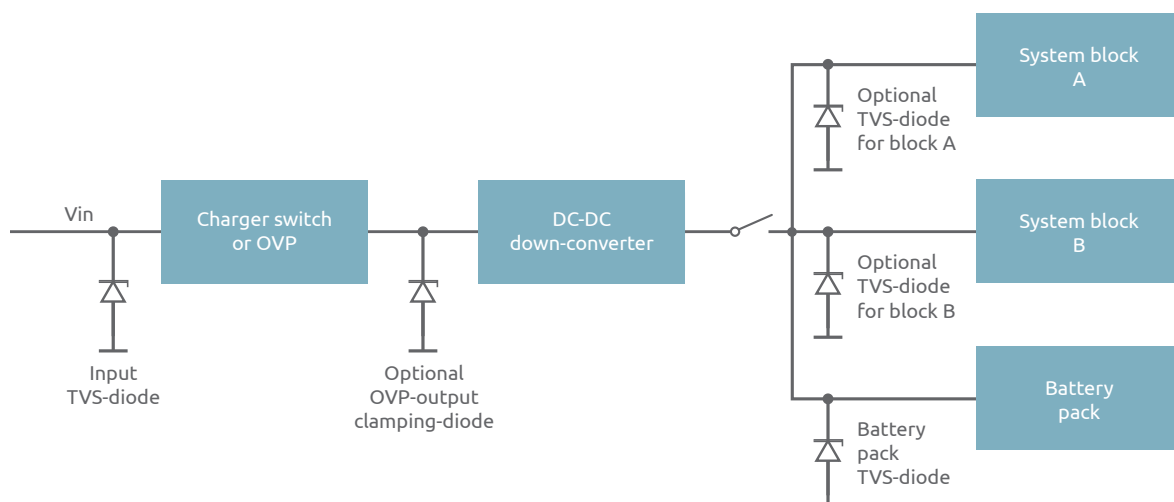 System block
A
Optional
TVS-diode
for block A
Vin
Charger switch
or OVP
DC-DC
down-converter
System block
B
Optional
TVS-diode
for block B
Input
TVS-diode
Optional
OVP-output
clamping-diode
Battery
pack
Battery
pack
TVS-diode